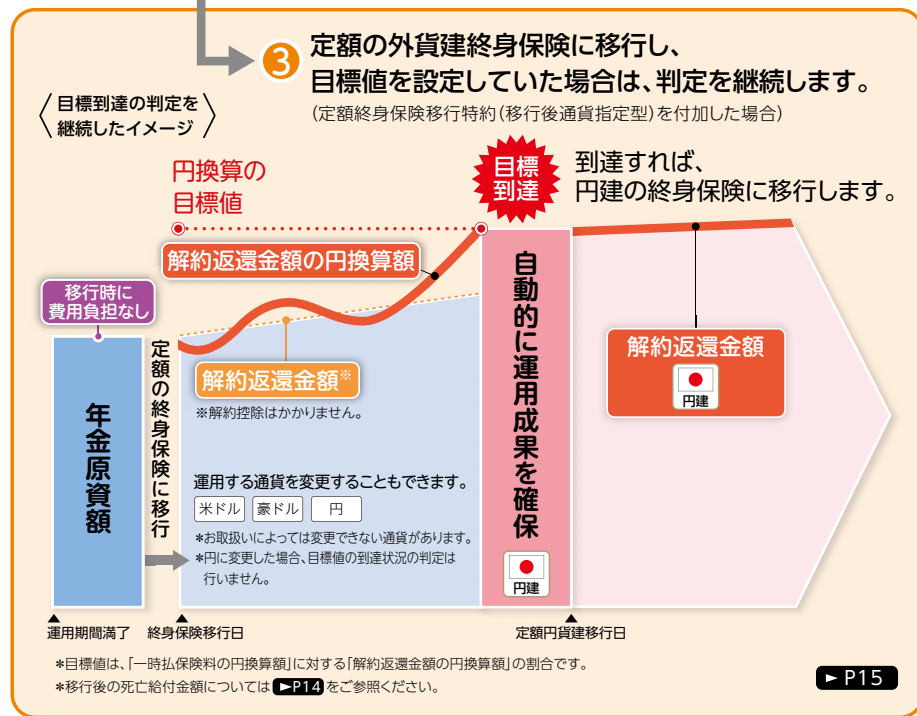 3 定額の外貨建終身保険に移行し、
目標値を設定していた場合は、判定を継続します。
(定額終身保険移行特約(移行後通貨指定型)を付加した場合)
〈目標到達の判定を
継続したイメージ〉
円換算の
目標値
目標
到達
到達すれば、
円建の終身保険に移行します。
解約返還金額の円換算額
移行時に
費用負担なし
年金原資額
定額の終身保険に移行
解約返還金額※
※解約控除はかかりません。
運用する通貨を変更することもできます。
米ドル 豪ドル 円
*お取扱いによっては変更できない通貨があります。
*円に変更した場合、目標値の到達状況の判定は
行いません。
自動的に運用成果を確保
円建
解約返還金額
円建
▲ ▲ ▲
運用期間満了 終身保険移行日 定額円貨建移行日
*目標値は、「一時払保険料の円換算額」に対する「解約返還金額の円換算額」の割合です。
*移行後の死亡給付金額については ►P14 をご参照ください。
► P15